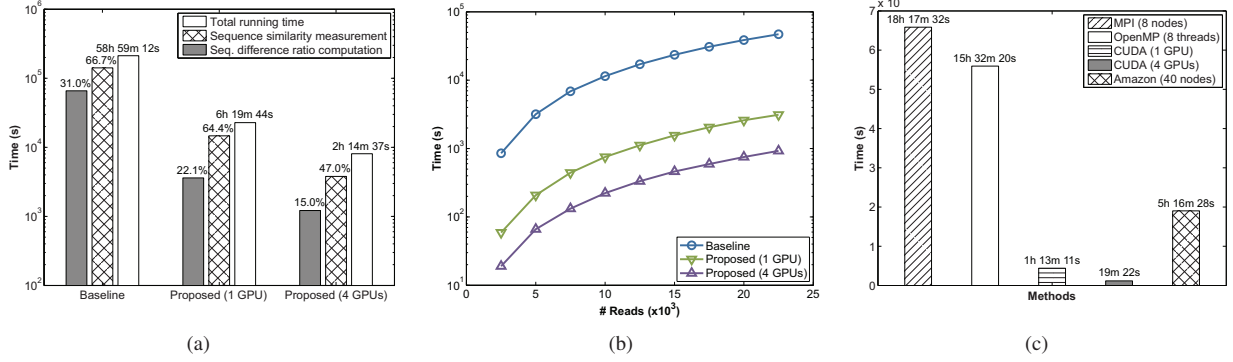 Total running time
Sequence similarity measurement
Seq. difference ratio computation
58h 59m 12s
66.7%
31.0%
6h 19m 44s
64.4%
22.1%
2h 14m 37s
47.0%
15.0%
10^6
10^5
10^4
10^3
10^2
Time (s)
Baseline
Proposed (1 GPU)
Proposed (4 GPUs)
(a)
10^5
10^4
10^3
10^2
10^1
Time (s)
0 5 10 15 20 25
# Reads (x10^3)
Baseline
Proposed (1 GPU)
Proposed (4 GPUs)
(b)
7
6
5
4
3
2
1
0
Time (s)
18h 17m 32s
15h 32m 20s
1h 13m 11s
19m 22s
5h 16m 28s
MPI (8 nodes)
OpenMP (8 threads)
CUDA (1 GPU)
CUDA (4 GPUs)
Amazon (40 nodes)
Methods
(c)